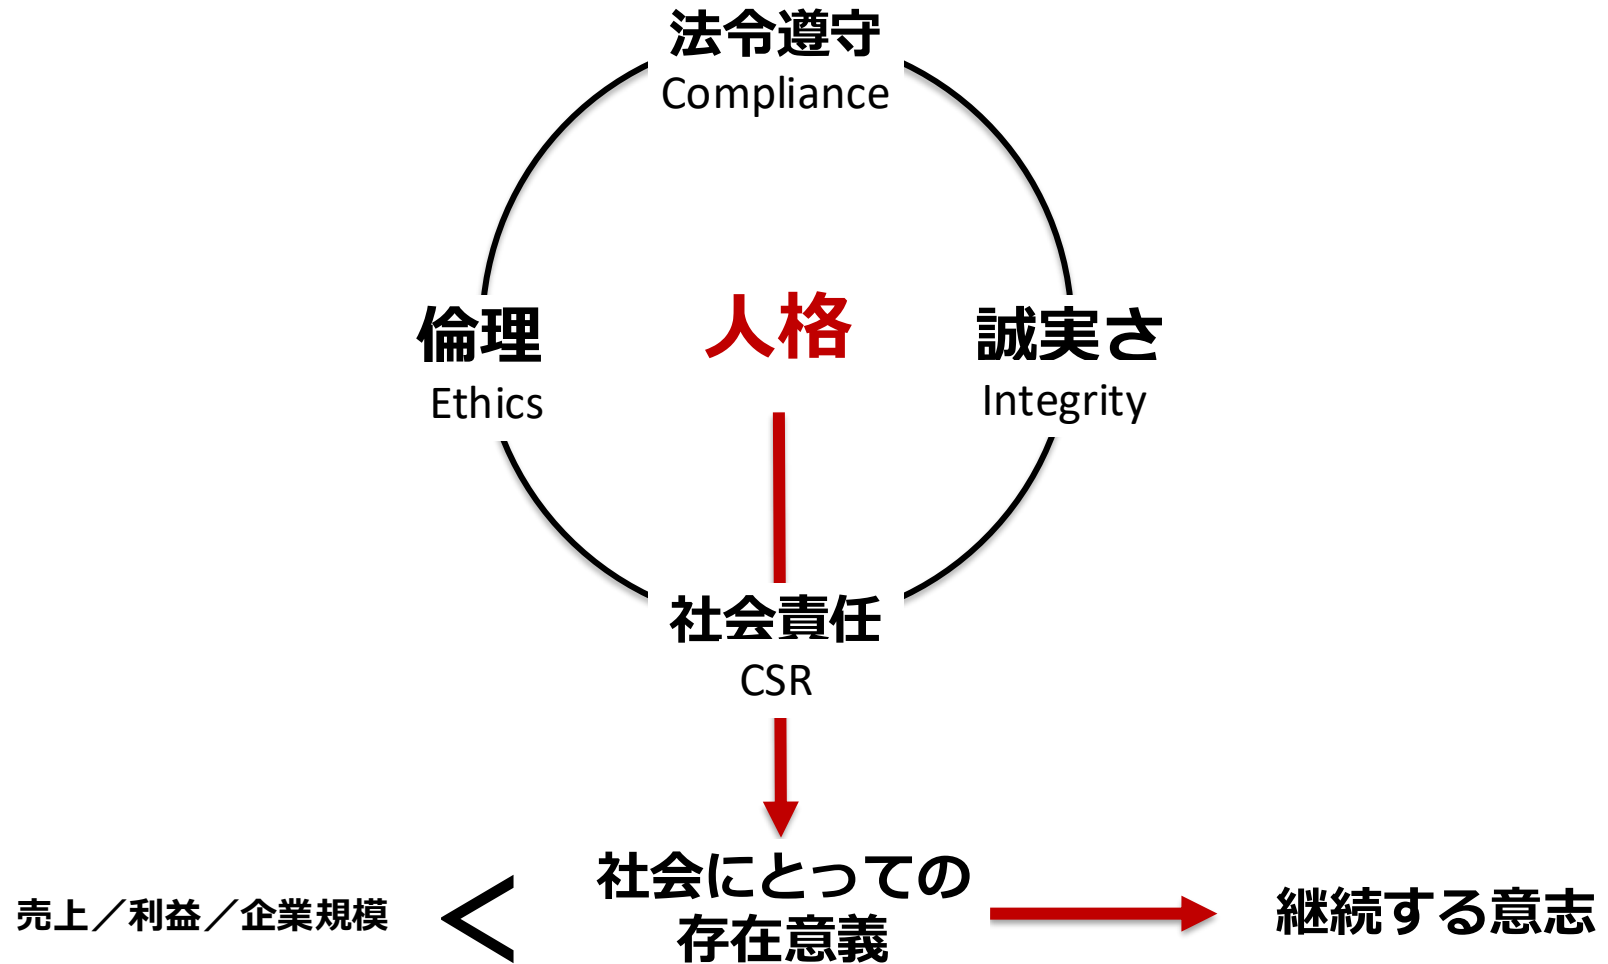 法令遵守
Compliance
倫理
Ethics
人格
誠実さ
Integrity
社会責任
CSR
売上／利益／企業規模
<
社会にとっての
存在意義
継続する意志